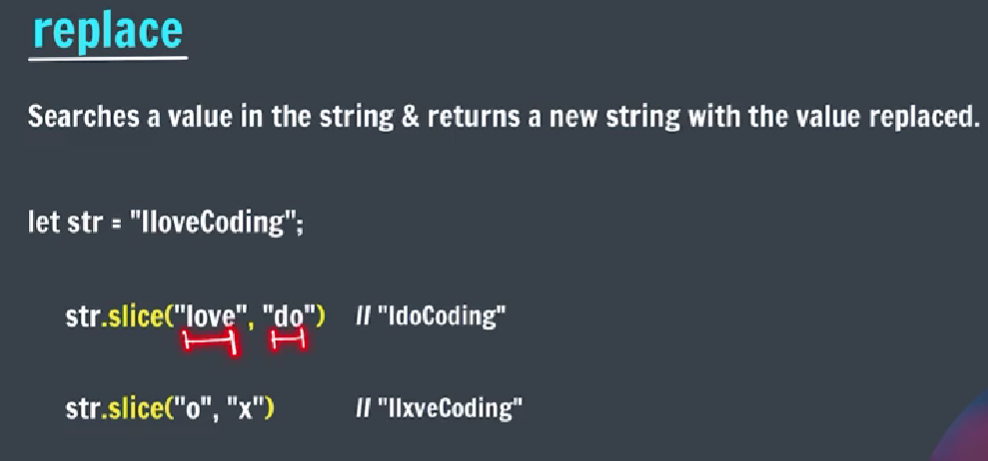 replace
Searches a value in the string & returns a new string with the value replaced.
let str = "IloveCoding";
str.slice("love", "do") // "IdoCoding"
str.slice("o", "x") // "IlxveCoding"